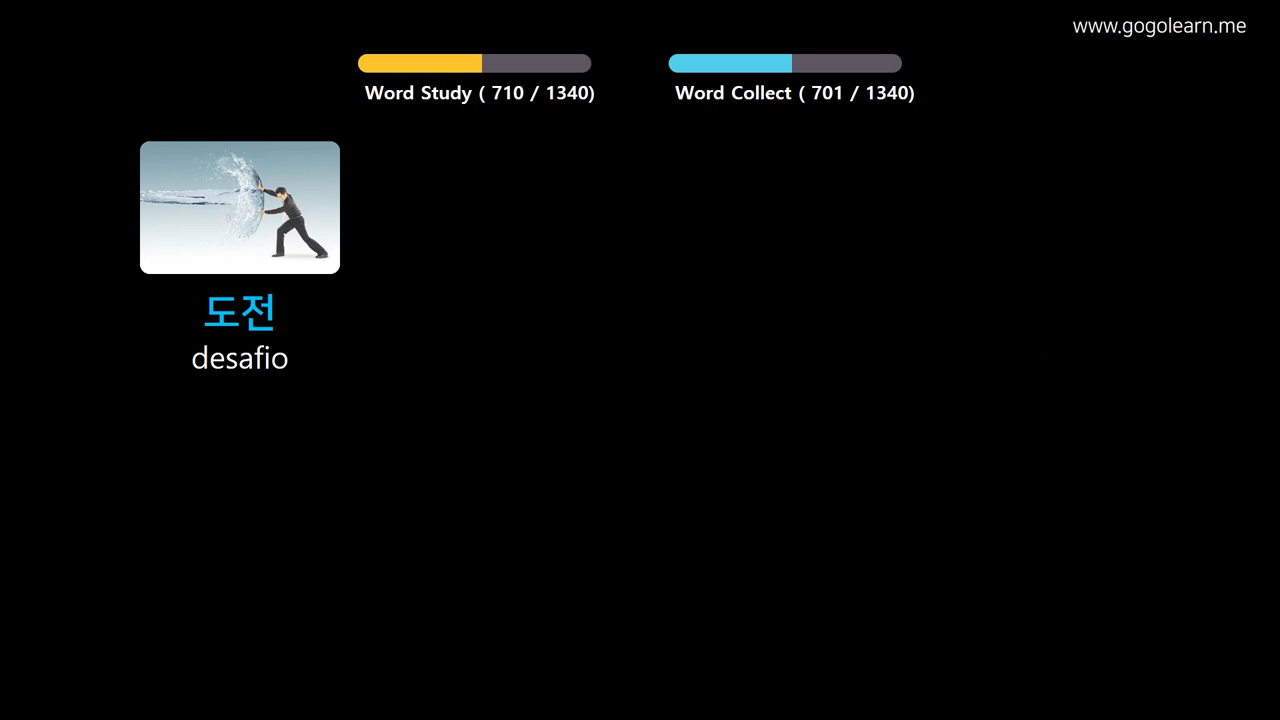 www.gogolearn.me
Word Study ( 710 / 1340)
Word Collect ( 701 / 1340)
도전
desafio